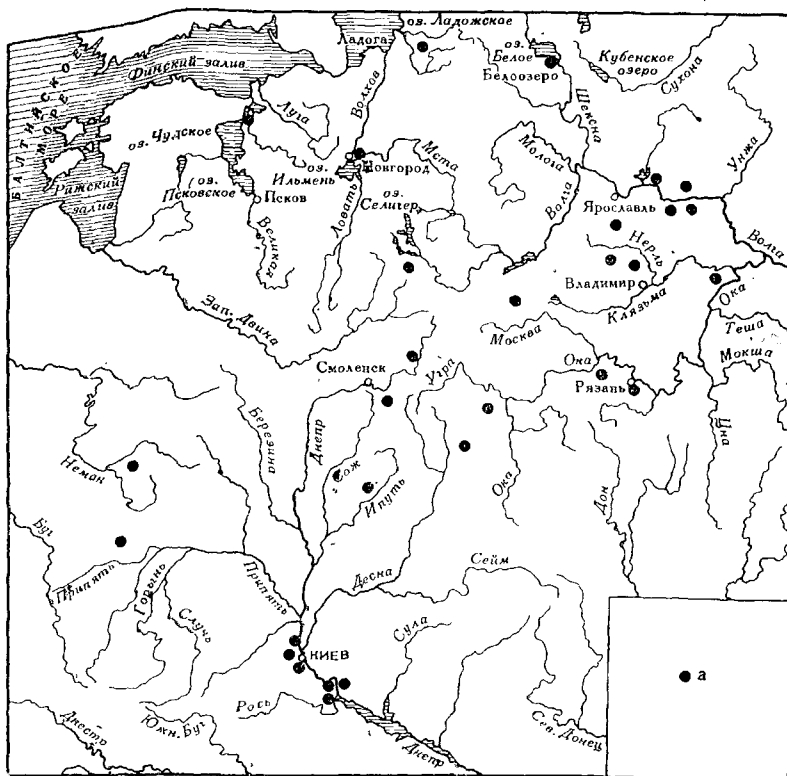 оз. Ладожское
Ладога
оз.
Белое
Белоозеро
Кубенское
озеро
Сухона
БАЛТИЙСКОЕ
МОРЕ
Финский залив
Волхов
Шексна
Луга
оз. Чудское
Унжа
Мста
Молога
оз.
Ильмень
Новгород
Рижский
залив
оз.
Псковское
Псков
оз.
Селигер
Волга
Ярославль
Великая
Ловать
Нерль
Волга
Владимир
Клязьма
Ока
Зап. Двина
Москва
Теша
Мокша
Смоленск
Угра
Ока
Рязань
Березина
Днепр
Цна
Неман
Сож
Ипуть
Ока
Дон
Буг
Сейм
Десна
Припять
Горынь
Припять
Случь
Сула
КИЕВ
а
Рось
Днестр
Южн. Буг
Днепр
Сев. Донец